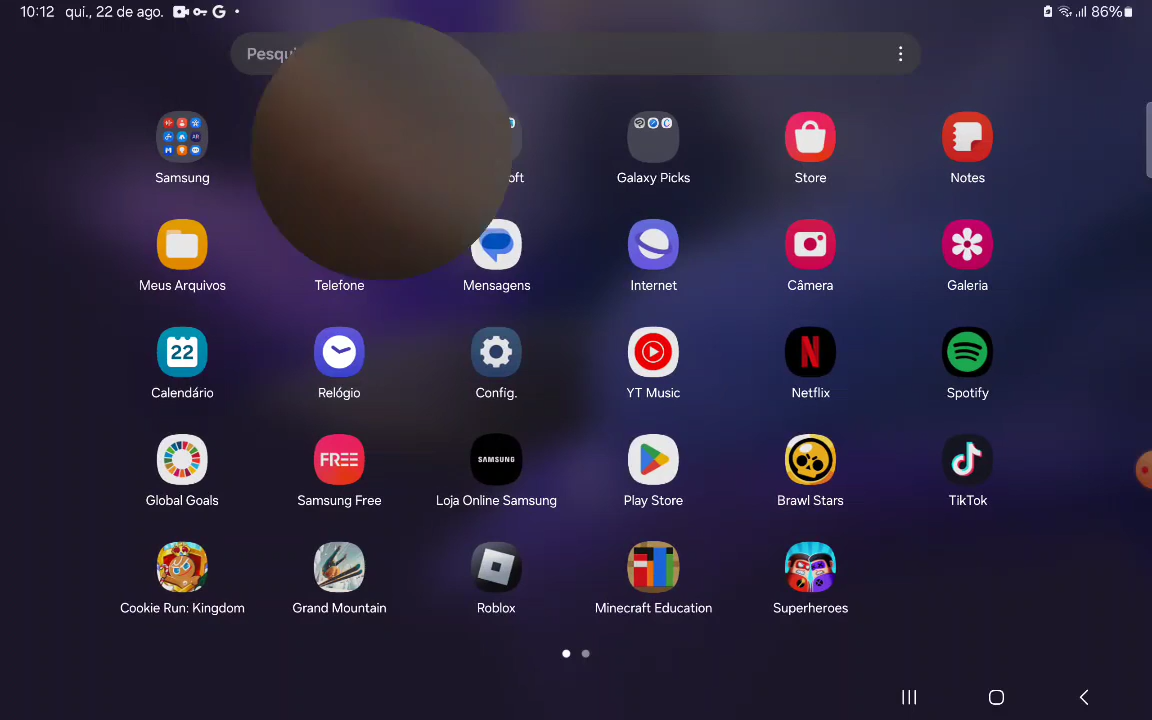 10:12 qui., 22 de ago. G 86%
Pesqu
Samsung oft Galaxy Picks Store Notes
Meus Arquivos Telefone Mensagens Internet Câmera Galeria
22
Calendário Relógio Config. YT Music Netflix Spotify
FREE SAMSUNG
Global Goals Samsung Free Loja Online Samsung Play Store Brawl Stars TikTok
Cookie Run: Kingdom Grand Mountain Roblox Minecraft Education Superheroes